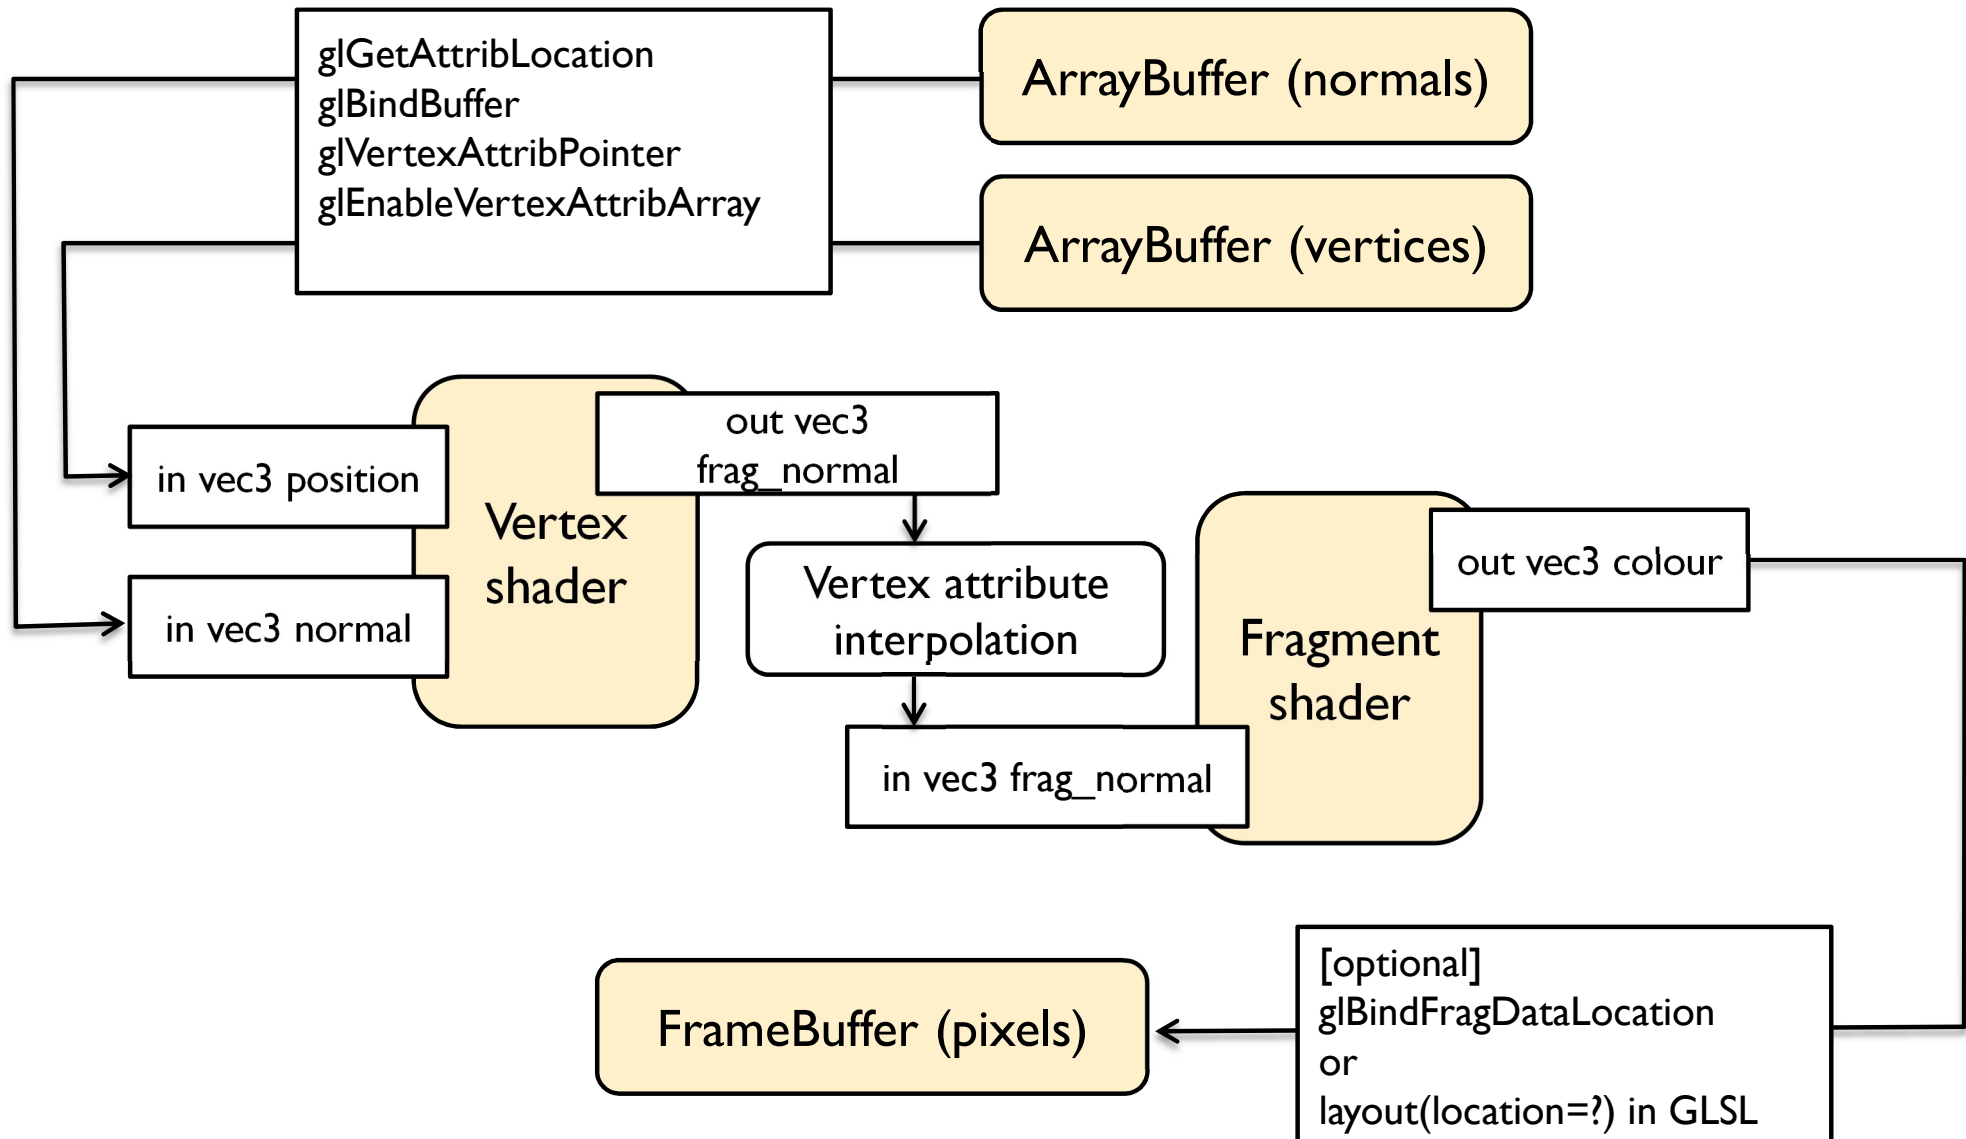 glGetAttribLocation
glBindBuffer
glVertexAttribPointer
glEnableVertexAttribArray
ArrayBuffer (normals)
ArrayBuffer (vertices)
in vec3 position
in vec3 normal
Vertex
shader
out vec3
frag_normal
Vertex attribute
interpolation
in vec3 frag_normal
Fragment
shader
out vec3 colour
[optional]
glBindFragDataLocation
or
layout(location=?) in GLSL
FrameBuffer (pixels)